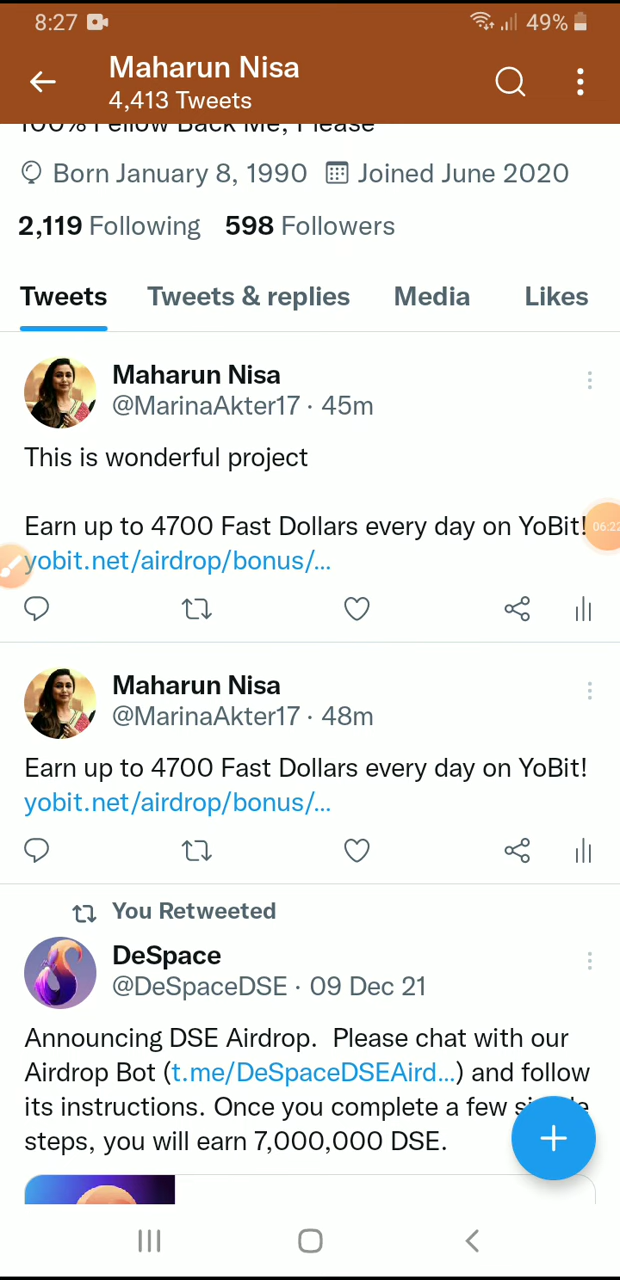 8:27 49%
Maharun Nisa
4,413 Tweets
100% Fellow Back Me, Please
Born January 8, 1990 Joined June 2020
2,119 Following 598 Followers
Tweets Tweets & replies Media Likes
Maharun Nisa
@MarinaAkter17 · 45m
This is wonderful project
Earn up to 4700 Fast Dollars every day on YoBit!
06:22
yobit.net/airdrop/bonus/...
Maharun Nisa
@MarinaAkter17 · 48m
Earn up to 4700 Fast Dollars every day on YoBit!
yobit.net/airdrop/bonus/...
You Retweeted
DeSpace
@DeSpaceDSE · 09 Dec 21
Announcing DSE Airdrop. Please chat with our
Airdrop Bot (t.me/DeSpaceDSEAird...) and follow
its instructions. Once you complete a few
steps, you will earn 7,000,000 DSE.